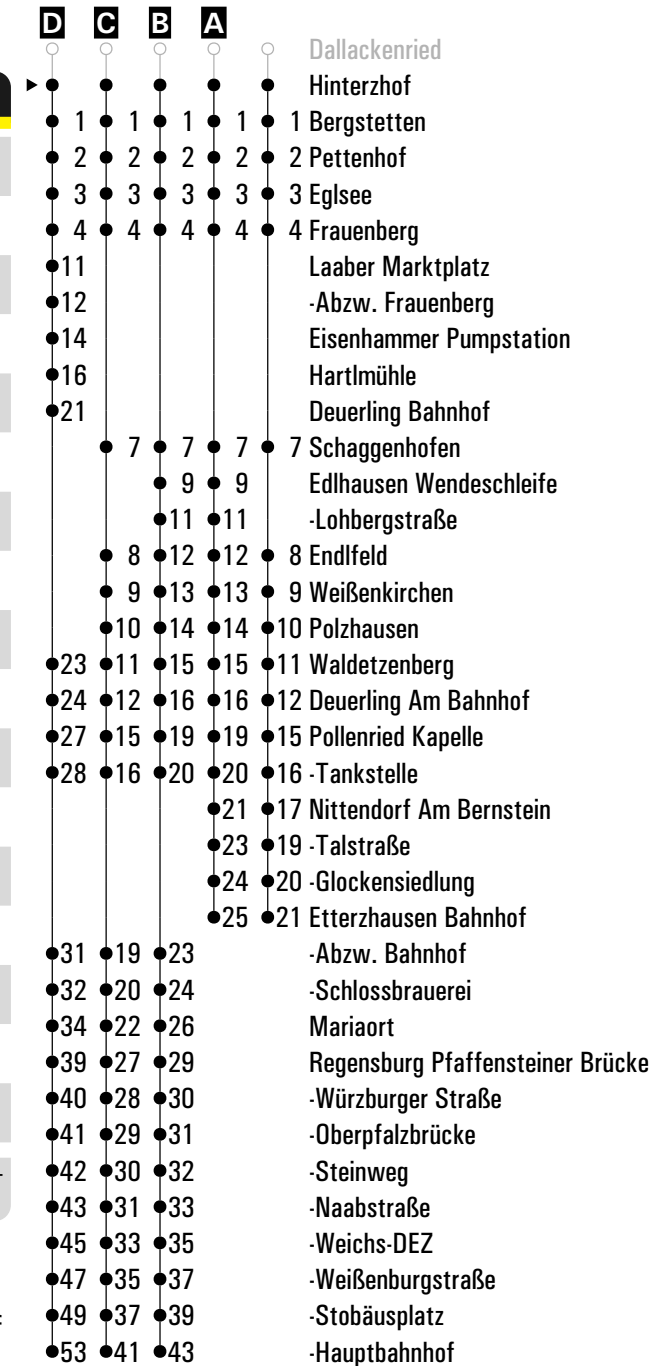 D C B A
Dallackenried
Hinterzhof
1 1 1 1 1 Bergstetten
2 2 2 2 2 Pettenhof
3 3 3 3 3 Eglsee
4 4 4 4 4 Frauenberg
11 Laaber Marktplatz
12 -Abzw. Frauenberg
14 Eisenhammer Pumpstation
16 Hartlmühle
21 Deuerling Bahnhof
7 7 7 7 Schaggenhofen
9 9 Edlhausen Wendeschleife
11 11 -Lohbergstraße
8 12 12 8 Endlfeld
9 13 13 9 Weißenkirchen
10 14 14 10 Polzhausen
23 11 15 15 11 Waldetzenberg
24 12 16 16 12 Deuerling Am Bahnhof
27 15 19 19 15 Pollenried Kapelle
28 16 20 20 16 -Tankstelle
21 17 Nittendorf Am Bernstein
23 19 -Talstraße
24 20 -Glockensiedlung
25 21 Etterzhausen Bahnhof
31 19 23 -Abzw. Bahnhof
32 20 24 -Schlossbrauerei
34 22 26 Mariaort
39 27 29 Regensburg Pfaffensteiner Brücke
40 28 30 -Würzburger Straße
41 29 31 -Oberpfalzbrücke
42 30 32 -Steinweg
43 31 33 -Naabstraße
45 33 35 -Weichs-DEZ
47 35 37 -Weißenburgstraße
49 37 39 -Stobäusplatz
53 41 43 -Hauptbahnhof